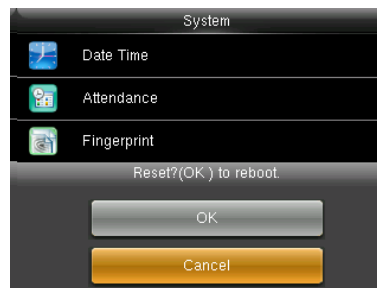 System
Date Time
Attendance
Fingerprint
Reset?(OK ) to reboot.
OK
Cancel